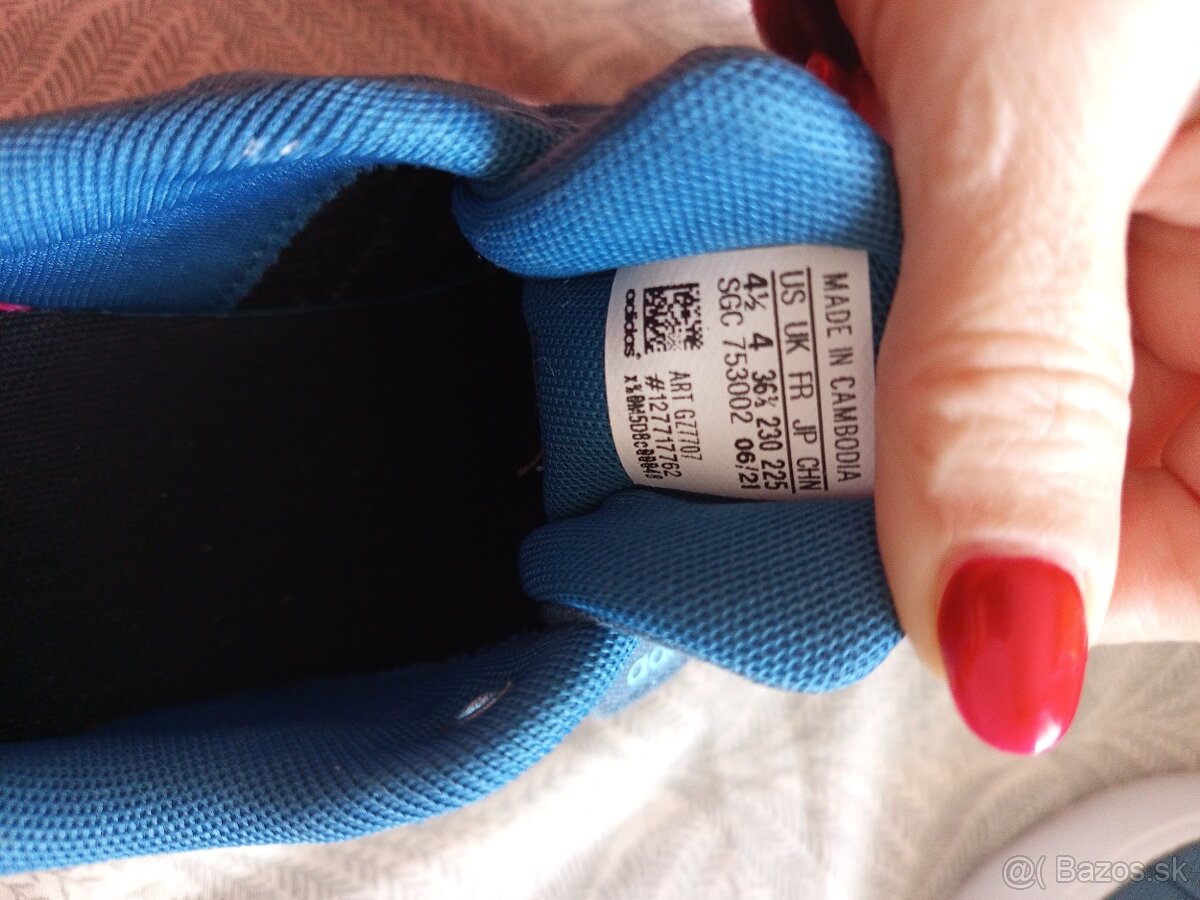 MADE IN CAMBODIA
US UK FR JP CHN
4½ 4 36⅔ 230 225
SGC 753002 06/21
ART GZ7707
#1277717762
adidas
@( Bazos.sk